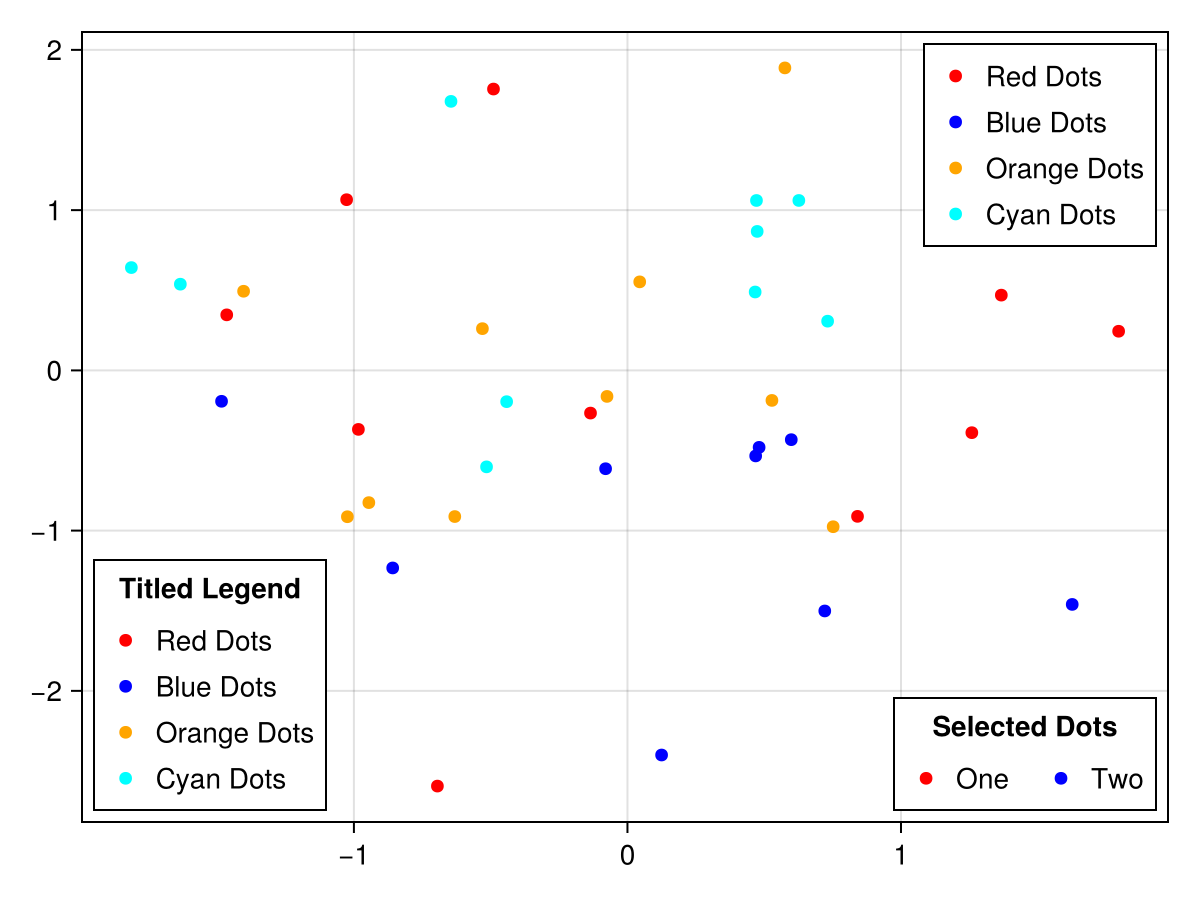 2
1
0
−1
−2
−1
0
1
Red Dots
Blue Dots
Orange Dots
Cyan Dots
Titled Legend
Red Dots
Blue Dots
Orange Dots
Cyan Dots
Selected Dots
One Two